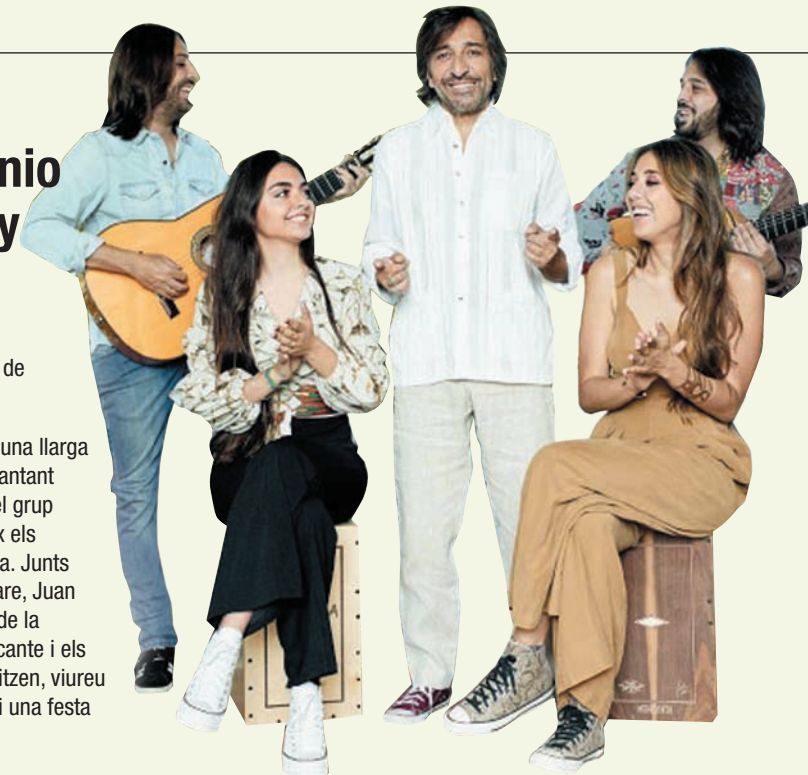 nio
y
de
una llarga
antant
el grup
x els
a. Junts
are, Juan
de la
cante i els
itzen, viureu
i una festa